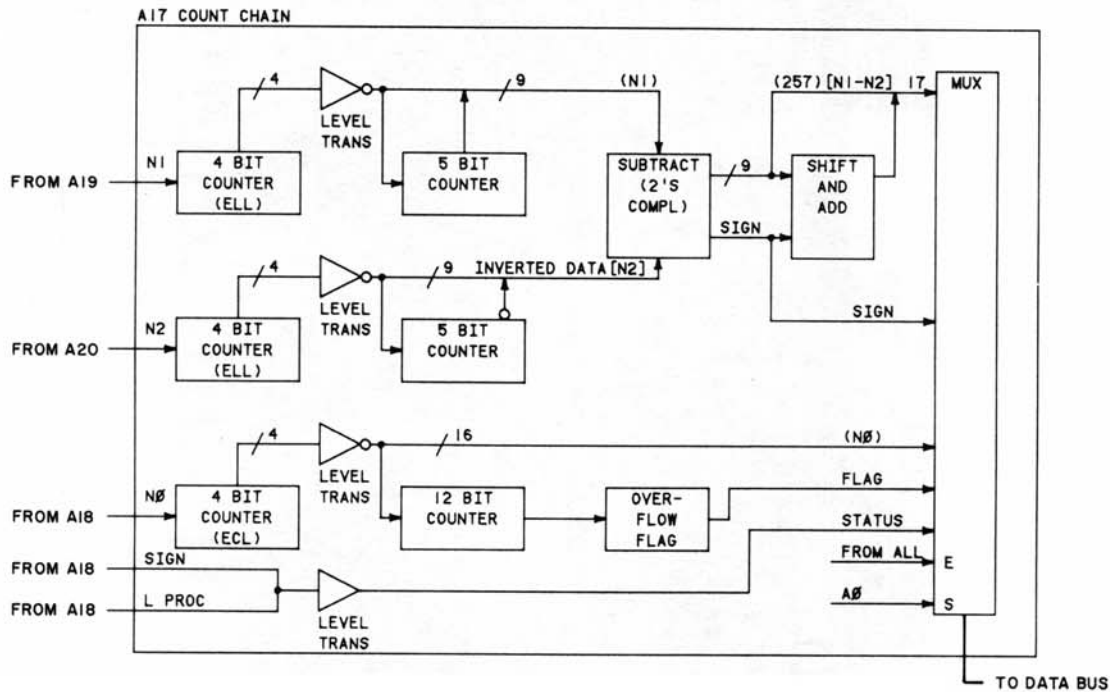 A17 COUNT CHAIN
4
9
(N1)
(257)[N1-N2] 17
MUX
LEVEL
TRANS
N1
4 BIT
COUNTER
(ELL)
5 BIT
COUNTER
SUBTRACT
(2'S
COMPL)
9
SHIFT
AND
ADD
FROM A19
SIGN
4
9
INVERTED DATA[N2]
LEVEL
TRANS
N2
4 BIT
COUNTER
(ELL)
5 BIT
COUNTER
SIGN
FROM A20
4
16
(NØ)
LEVEL
TRANS
NØ
4 BIT
COUNTER
(ECL)
12 BIT
COUNTER
OVER-
FLOW
FLAG
FLAG
FROM A18
STATUS
SIGN
FROM A18
FROM ALL
E
L PROC
FROM A18
AØ
S
LEVEL
TRANS
TO DATA BUS